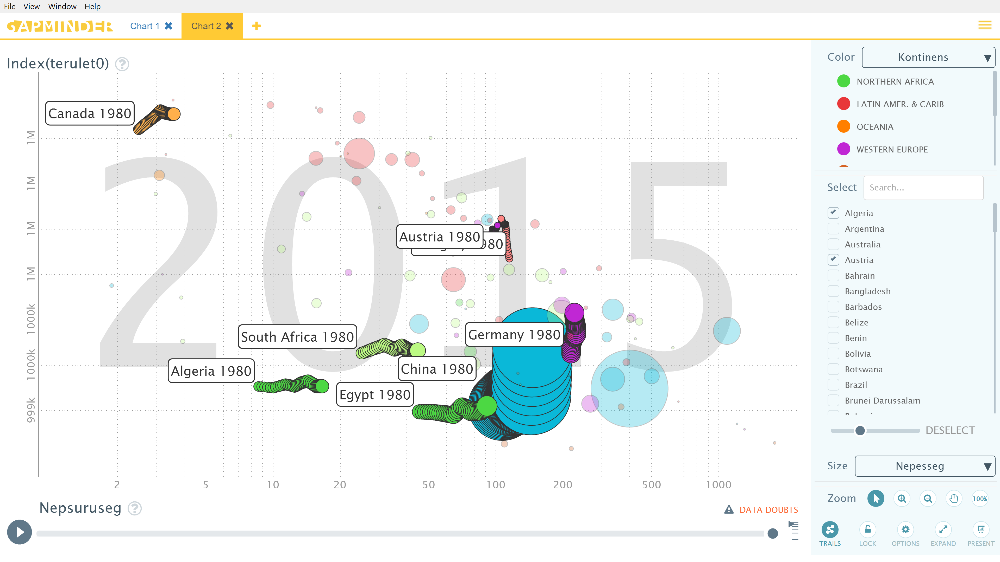 File View Window Help
GAPMINDER Chart 1 Chart 2
Index(terulet0) ?
2015
1M
1M
1M
1M
1000k
1000k
999k
Canada 1980
Austria 1980
980
South Africa 1980
Germany 1980
Algeria 1980
China 1980
Egypt 1980
2 5 10 20 50 100 200 500 1000
Nepsuruseg ?
DATA DOUBTS
Color Kontinens
NORTHERN AFRICA
LATIN AMER. & CARIB
OCEANIA
WESTERN EUROPE
Select Search...
Algeria
Argentina
Australia
Austria
Bahrain
Bangladesh
Barbados
Belize
Benin
Bolivia
Botswana
Brazil
Brunei Darussalam
DESELECT
Size Nepesseg
Zoom 100%
TRAILS LOCK OPTIONS EXPAND PRESENT